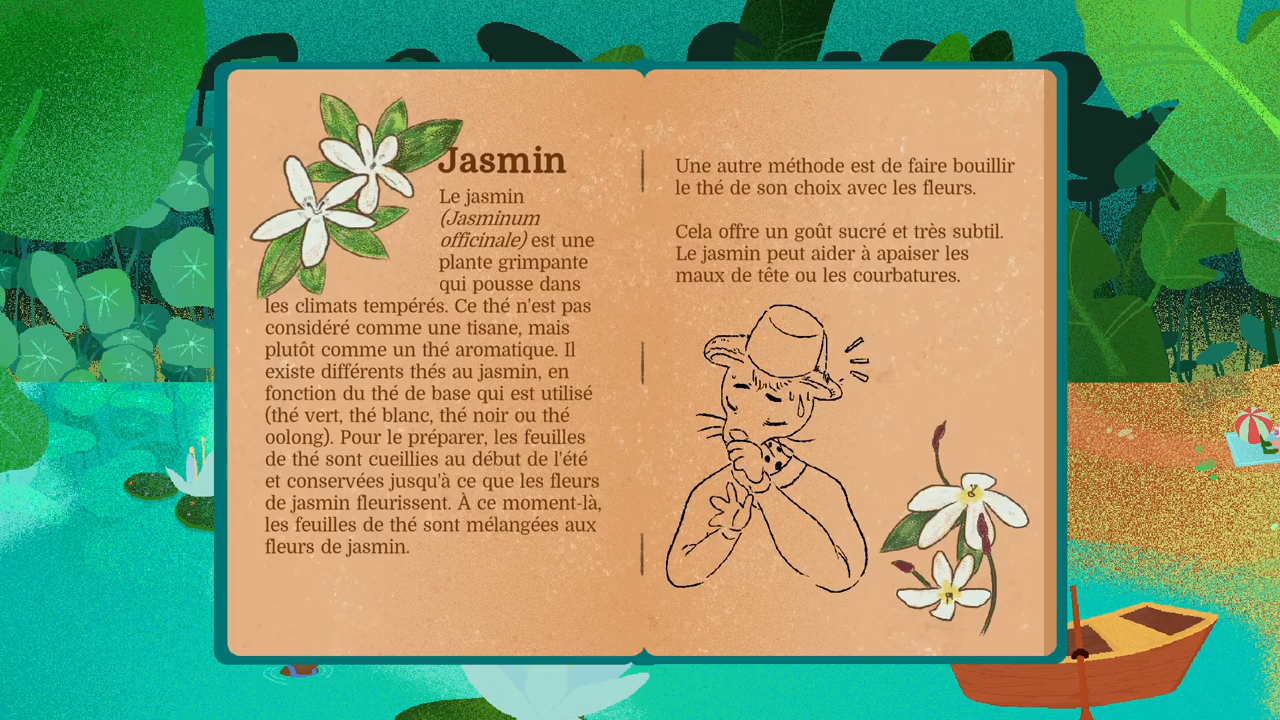 Jasmin
Le jasmin
(Jasminum
officinale) est une
plante grimpante
qui pousse dans
les climats tempérés. Ce thé n'est pas
considéré comme une tisane, mais
plutôt comme un thé aromatique. Il
existe différents thés au jasmin, en
fonction du thé de base qui est utilisé
(thé vert, thé blanc, thé noir ou thé
oolong). Pour le préparer, les feuilles
de thé sont cueillies au début de l'été
et conservées jusqu'à ce que les fleurs
de jasmin fleurissent. À ce moment-là,
les feuilles de thé sont mélangées aux
fleurs de jasmin.
Une autre méthode est de faire bouillir
le thé de son choix avec les fleurs.
Cela offre un goût sucré et très subtil.
Le jasmin peut aider à apaiser les
maux de tête ou les courbatures.